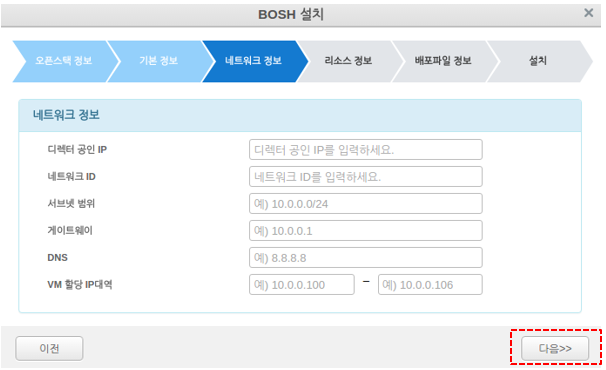 BOSH 설치
×
오픈스택 정보 기본 정보 네트워크 정보 리소스 정보 배포파일 정보 설치
네트워크 정보
디렉터 공인 IP 디렉터 공인 IP를 입력하세요.
네트워크 ID 네트워크 ID를 입력하세요.
서브넷 범위 예) 10.0.0.0/24
게이트웨이 예) 10.0.0.1
DNS 예) 8.8.8.8
VM 할당 IP대역 예) 10.0.0.100 – 예) 10.0.0.106
이전 다음>>